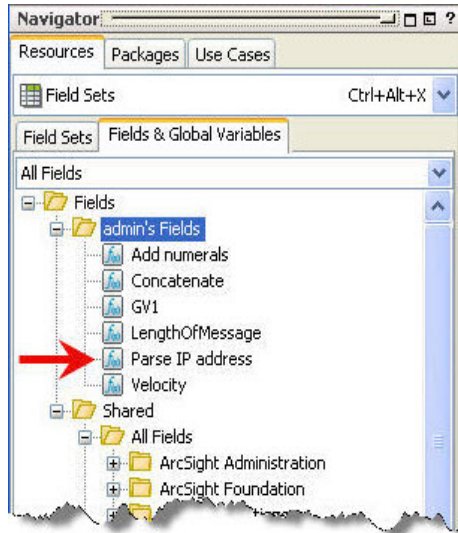 Navigator ?
Resources Packages Use Cases
Field Sets Ctrl+Alt+X
Field Sets Fields & Global Variables
All Fields
Fields
admin's Fields
Add numerals
Concatenate
GV1
LengthOfMessage
Parse IP address
Velocity
Shared
All Fields
ArcSight Administration
ArcSight Foundation